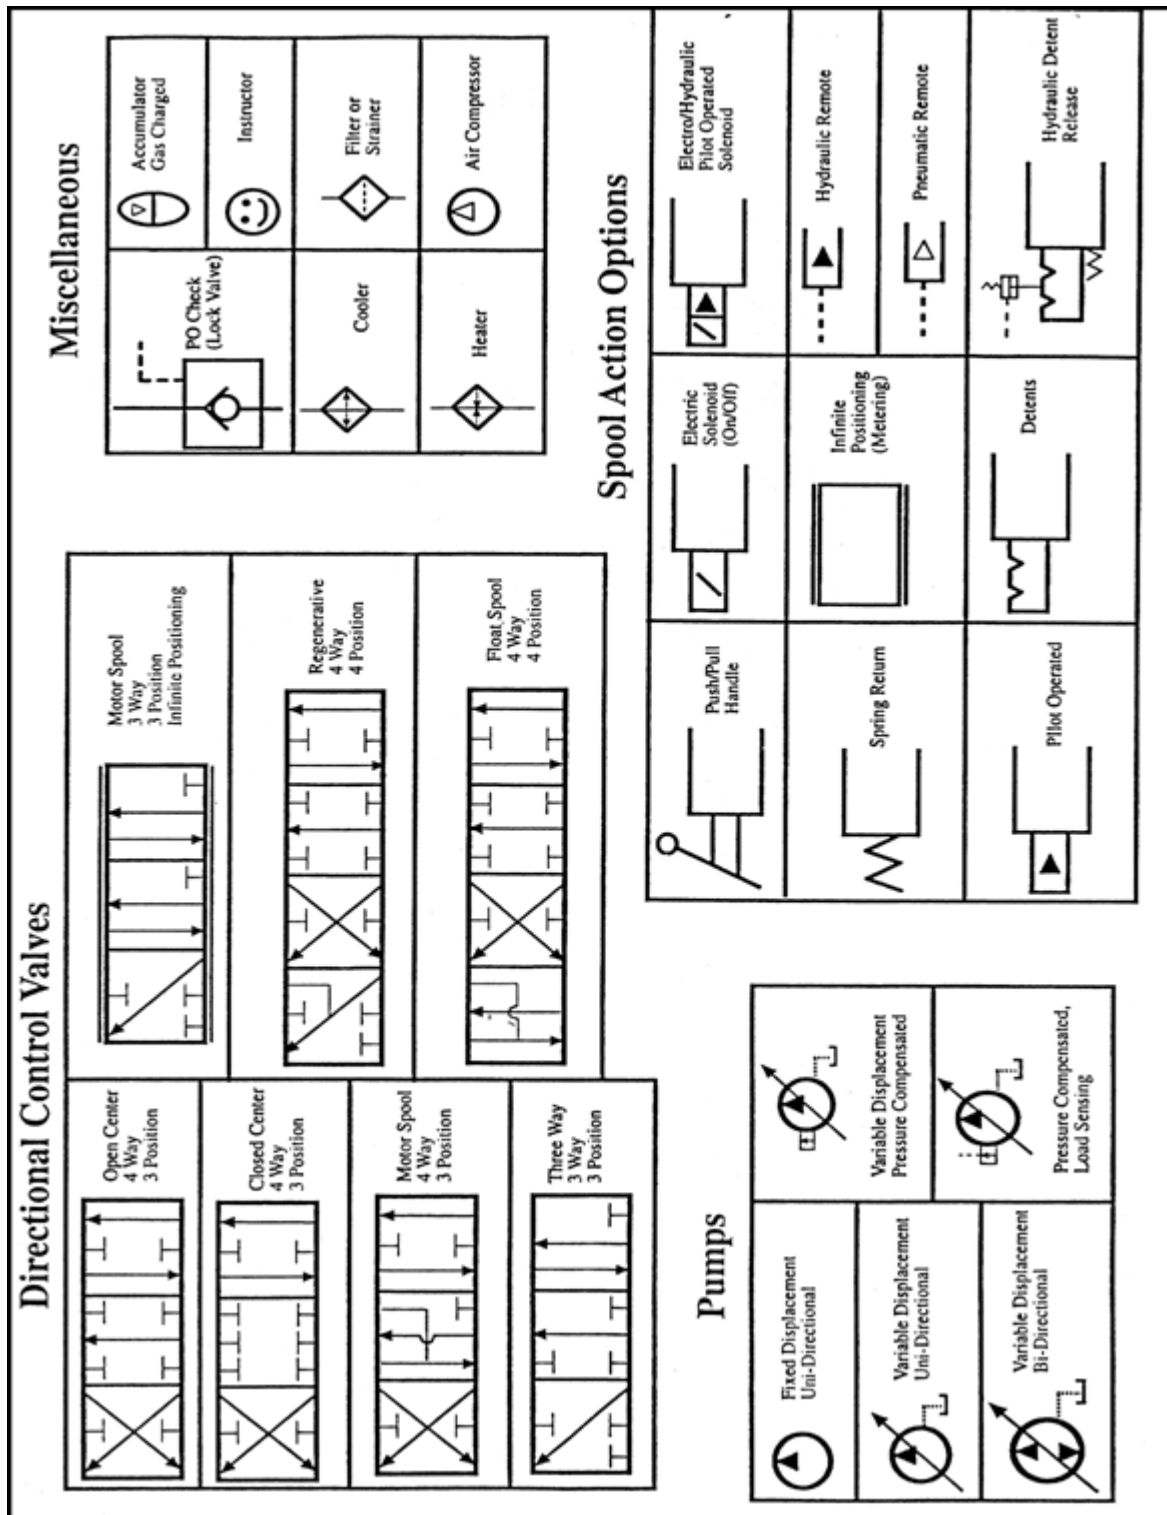 Directional Control Valves
Open Center
4 Way
3 Position
Closed Center
4 Way
3 Position
Motor Spool
4 Way
3 Position
Three Way
3 Way
3 Position
Motor Spool
3 Way
3 Position
Infinite Positioning
Regenerative
4 Way
4 Position
Float Spool
4 Way
4 Position
Miscellaneous
PO Check
(Lock Valve)
Cooler
Heater
Accumulator
Gas Charged
Instructor
Filter or
Strainer
Air Compressor
Pumps
Fixed Displacement
Uni-Directional
Variable Displacement
Uni-Directional
Variable Displacement
Bi-Directional
Variable Displacement
Pressure Compensated
Pressure Compensated,
Load Sensing
Spool Action Options
Push/Pull
Handle
Electric
Solenoid
(On/Off)
Electro/Hydraulic
Pilot Operated
Solenoid
Spring Return
Infinite
Positioning
(Metering)
Hydraulic Remote
Pneumatic Remote
Pilot Operated
Detents
Hydraulic Detent
Release